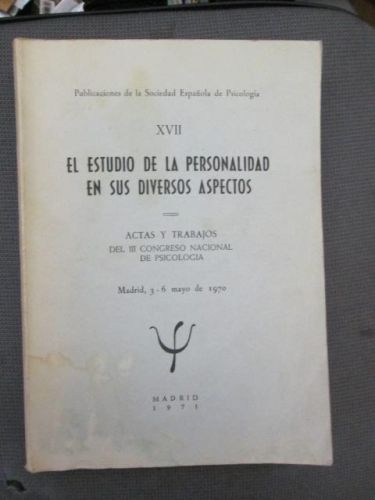 Publicaciones de la Sociedad Española de Psicología
XVII
EL ESTUDIO DE LA PERSONALIDAD
EN SUS DIVERSOS ASPECTOS
ACTAS Y TRABAJOS
DEL III CONGRESO NACIONAL
DE PSICOLOGIA
Madrid, 3 - 6 mayo de 1970
MADRID
1971